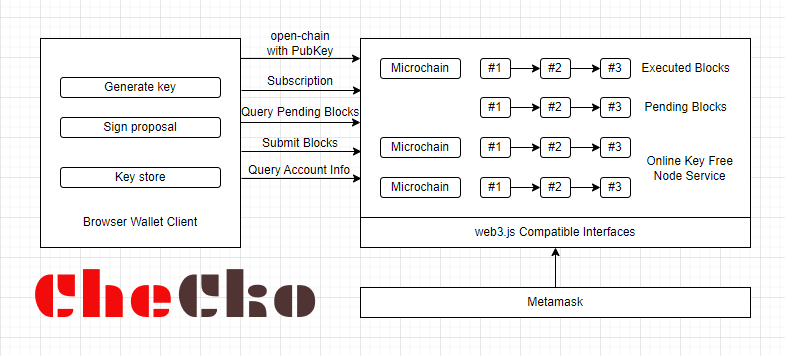 open-chain
with PubKey
Subscription
Query Pending Blocks
Submit Blocks
Query Account Info
Generate key
Sign proposal
Key store
Browser Wallet Client
Microchain #1 #2 #3 Executed Blocks
#1 #2 #3 Pending Blocks
Microchain #1 #2 #3
Online Key Free
Node Service
Microchain #1 #2 #3
web3.js Compatible Interfaces
Metamask
CheCko